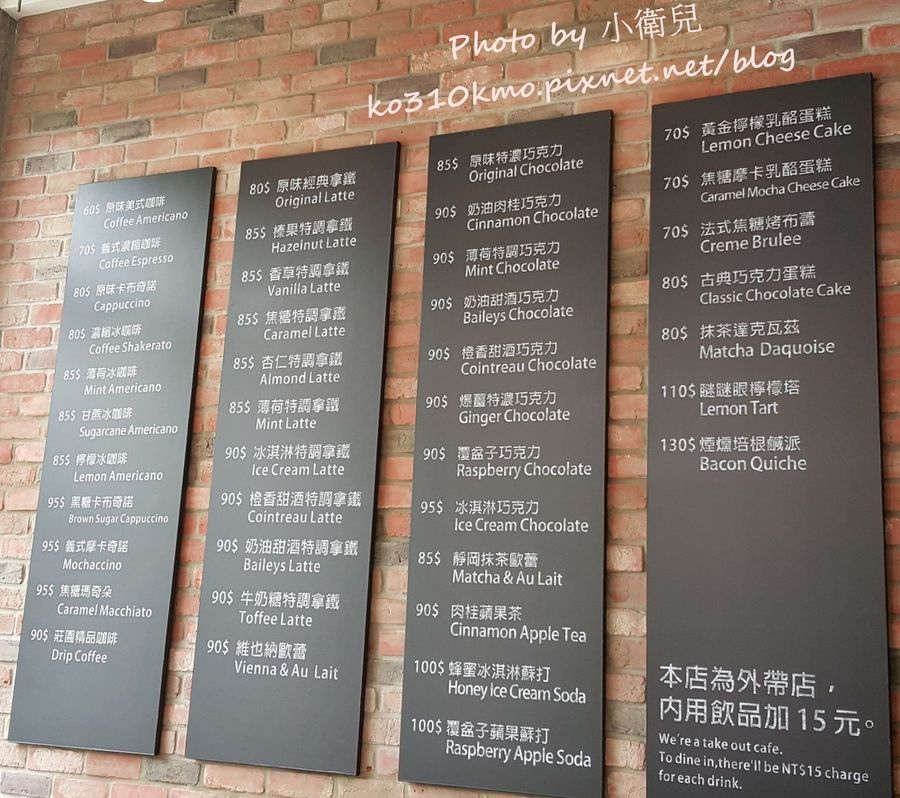 Photo by 小衛兒
ko310kmo.pixnet.net/blog
60$ 原味美式咖啡
Coffee Americano
70$ 義式濃縮咖啡
Coffee Espresso
80$ 原味卡布奇諾
Cappuccino
80$ 濃縮冰咖啡
Coffee Shakerato
85$ 薄荷冰咖啡
Mint Americano
85$ 甘蔗冰咖啡
Sugarcane Americano
85$ 檸檬冰咖啡
Lemon Americano
95$ 黑糖卡布奇諾
Brown Sugar Cappuccino
95$ 義式摩卡奇諾
Mochaccino
95$ 焦糖瑪奇朵
Caramel Macchiato
90$ 莊園精品咖啡
Drip Coffee
80$ 原味經典拿鐵
Original Latte
85$ 榛果特調拿鐵
Hazelnut Latte
85$ 香草特調拿鐵
Vanilla Latte
85$ 焦糖特調拿鐵
Caramel Latte
85$ 杏仁特調拿鐵
Almond Latte
85$ 薄荷特調拿鐵
Mint Latte
90$ 冰淇淋特調拿鐵
Ice Cream Latte
90$ 橙香甜酒特調拿鐵
Cointreau Latte
90$ 奶油甜酒特調拿鐵
Baileys Latte
90$ 牛奶糖特調拿鐵
Toffee Latte
90$ 維也納歐蕾
Vienna & Au Lait
85$ 原味特濃巧克力
Original Chocolate
90$ 奶油肉桂巧克力
Cinnamon Chocolate
90$ 薄荷特調巧克力
Mint Chocolate
90$ 奶油甜酒巧克力
Baileys Chocolate
90$ 橙香甜酒巧克力
Cointreau Chocolate
90$ 爆薑特濃巧克力
Ginger Chocolate
90$ 覆盆子巧克力
Raspberry Chocolate
95$ 冰淇淋巧克力
Ice Cream Chocolate
85$ 靜岡抹茶歐蕾
Matcha & Au Lait
90$ 肉桂蘋果茶
Cinnamon Apple Tea
100$ 蜂蜜冰淇淋蘇打
Honey Ice Cream Soda
100$ 覆盆子蘋果蘇打
Raspberry Apple Soda
70$ 黃金檸檬乳酪蛋糕
Lemon Cheese Cake
70$ 焦糖摩卡乳酪蛋糕
Caramel Mocha Cheese Cake
70$ 法式焦糖烤布蕾
Creme Brulee
80$ 古典巧克力蛋糕
Classic Chocolate Cake
80$ 抹茶達克瓦茲
Matcha Daquoise
110$ 瞇瞇眼檸檬塔
Lemon Tart
130$ 煙燻培根鹹派
Bacon Quiche
本店為外帶店，
內用飲品加 15 元。
We're a take out cafe.
To dine in,there'll be NT$15 charge
for each drink.